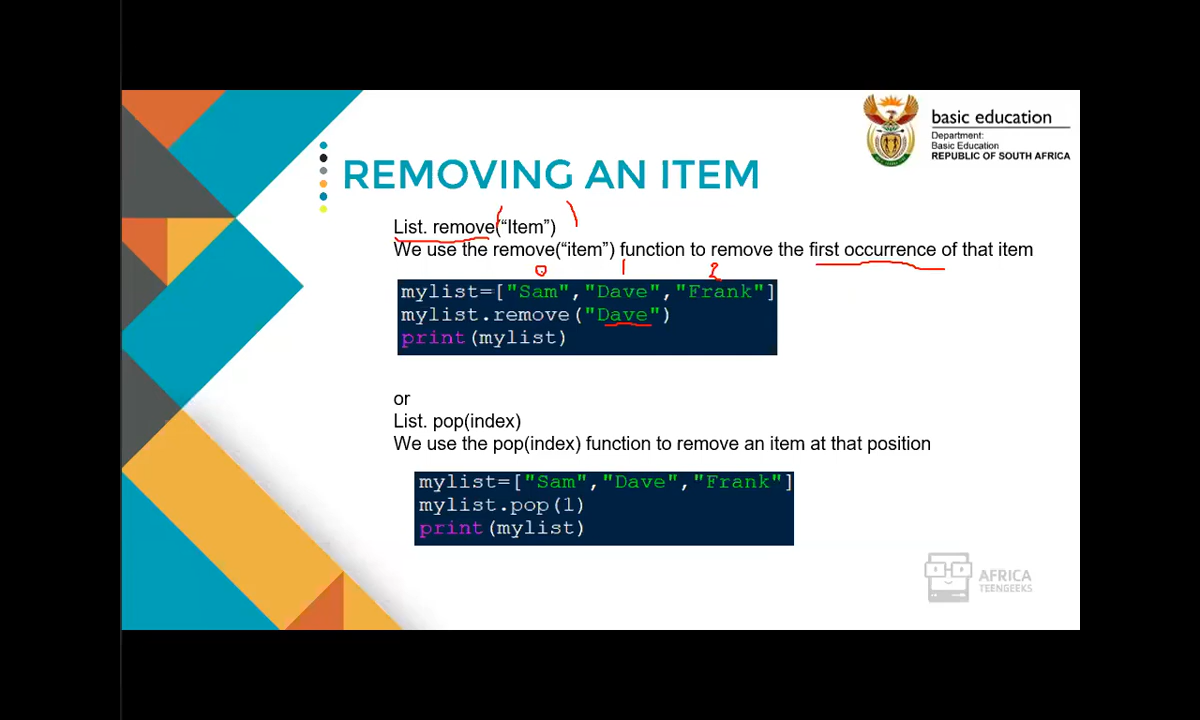 basic education
Department:
Basic Education
REPUBLIC OF SOUTH AFRICA
REMOVING AN ITEM
List. remove(“Item”)
We use the remove(“item”) function to remove the first occurrence of that item
0 1 2
mylist=["Sam","Dave","Frank"]
mylist.remove("Dave")
print(mylist)
or
List. pop(index)
We use the pop(index) function to remove an item at that position
mylist=["Sam","Dave","Frank"]
mylist.pop(1)
print(mylist)
AFRICA
TEENGEEKS